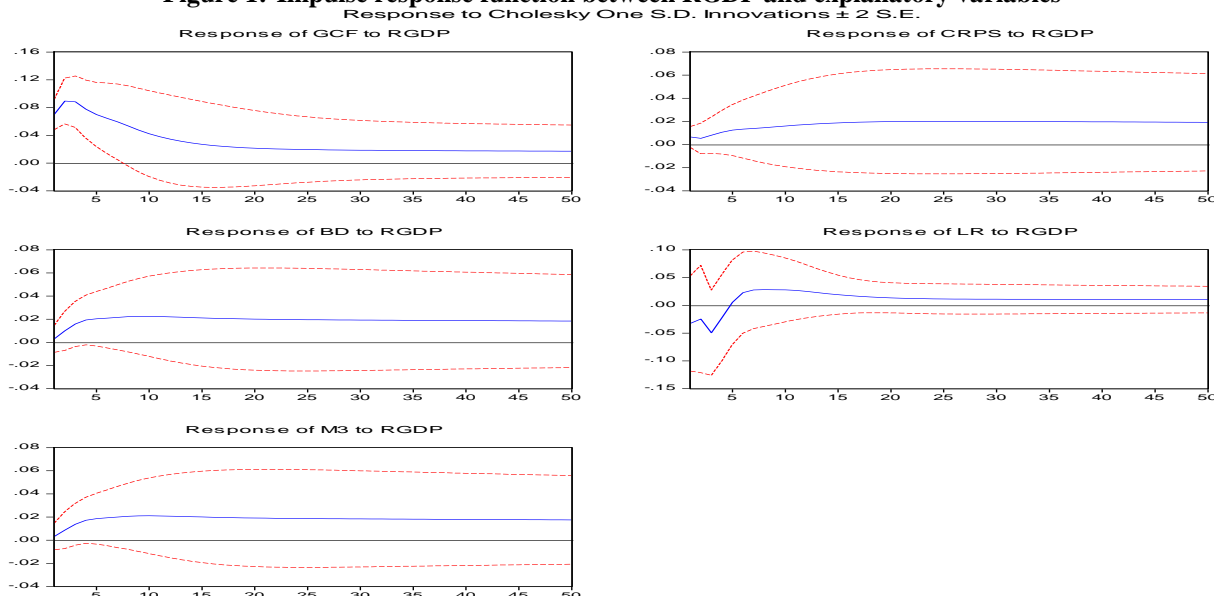 Figure 1: Impulse response function between RGDP and explanatory variables
Response to Cholesky One S.D. Innovations ± 2 S.E.
Response of GCF to RGDP
.16
.12
.08
.04
.00
-.04
5 10 15 20 25 30 35 40 45 50
Response of CRPS to RGDP
.08
.06
.04
.02
.00
-.02
-.04
5 10 15 20 25 30 35 40 45 50
Response of BD to RGDP
.08
.06
.04
.02
.00
-.02
-.04
5 10 15 20 25 30 35 40 45 50
Response of LR to RGDP
.10
.05
.00
-.05
-.10
-.15
5 10 15 20 25 30 35 40 45 50
Response of M3 to RGDP
.08
.06
.04
.02
.00
-.02
-.04
5 10 15 20 25 30 35 40 45 50